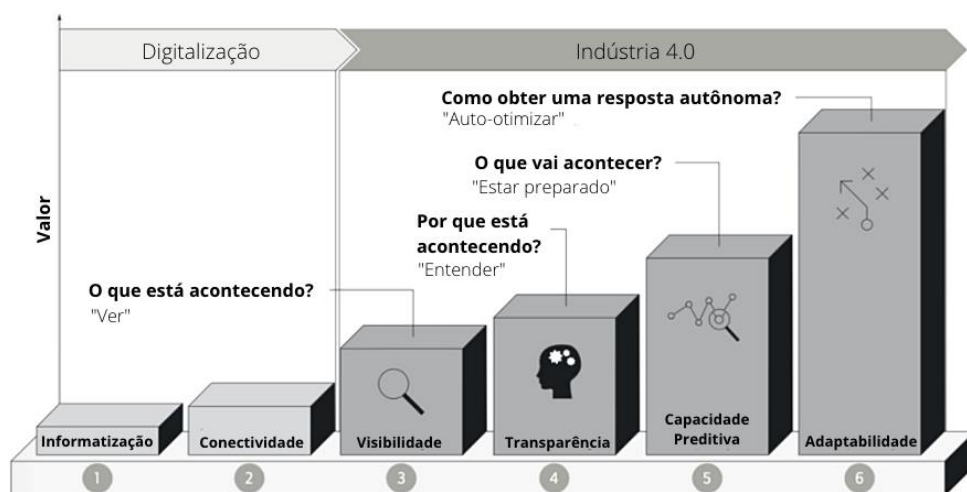 Digitalização
Indústria 4.0
Como obter uma resposta autônoma?
"Auto-otimizar"
O que vai acontecer?
"Estar preparado"
Por que está
acontecendo?
"Entender"
O que está acontecendo?
"Ver"
Valor
Informatização
Conectividade
Visibilidade
Transparência
Capacidade
Preditiva
Adaptabilidade
1
2
3
4
5
6